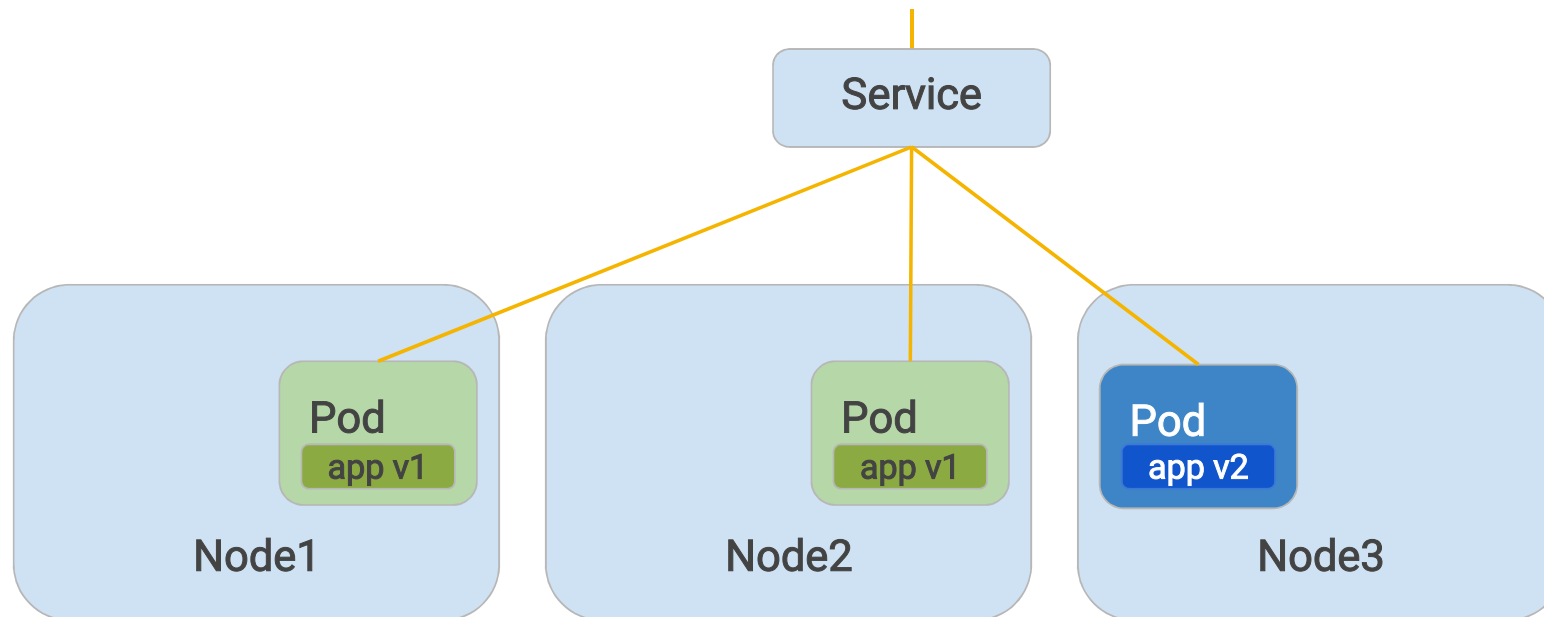 Service
Pod
app v1
Node1
Pod
app v1
Node2
Pod
app v2
Node3